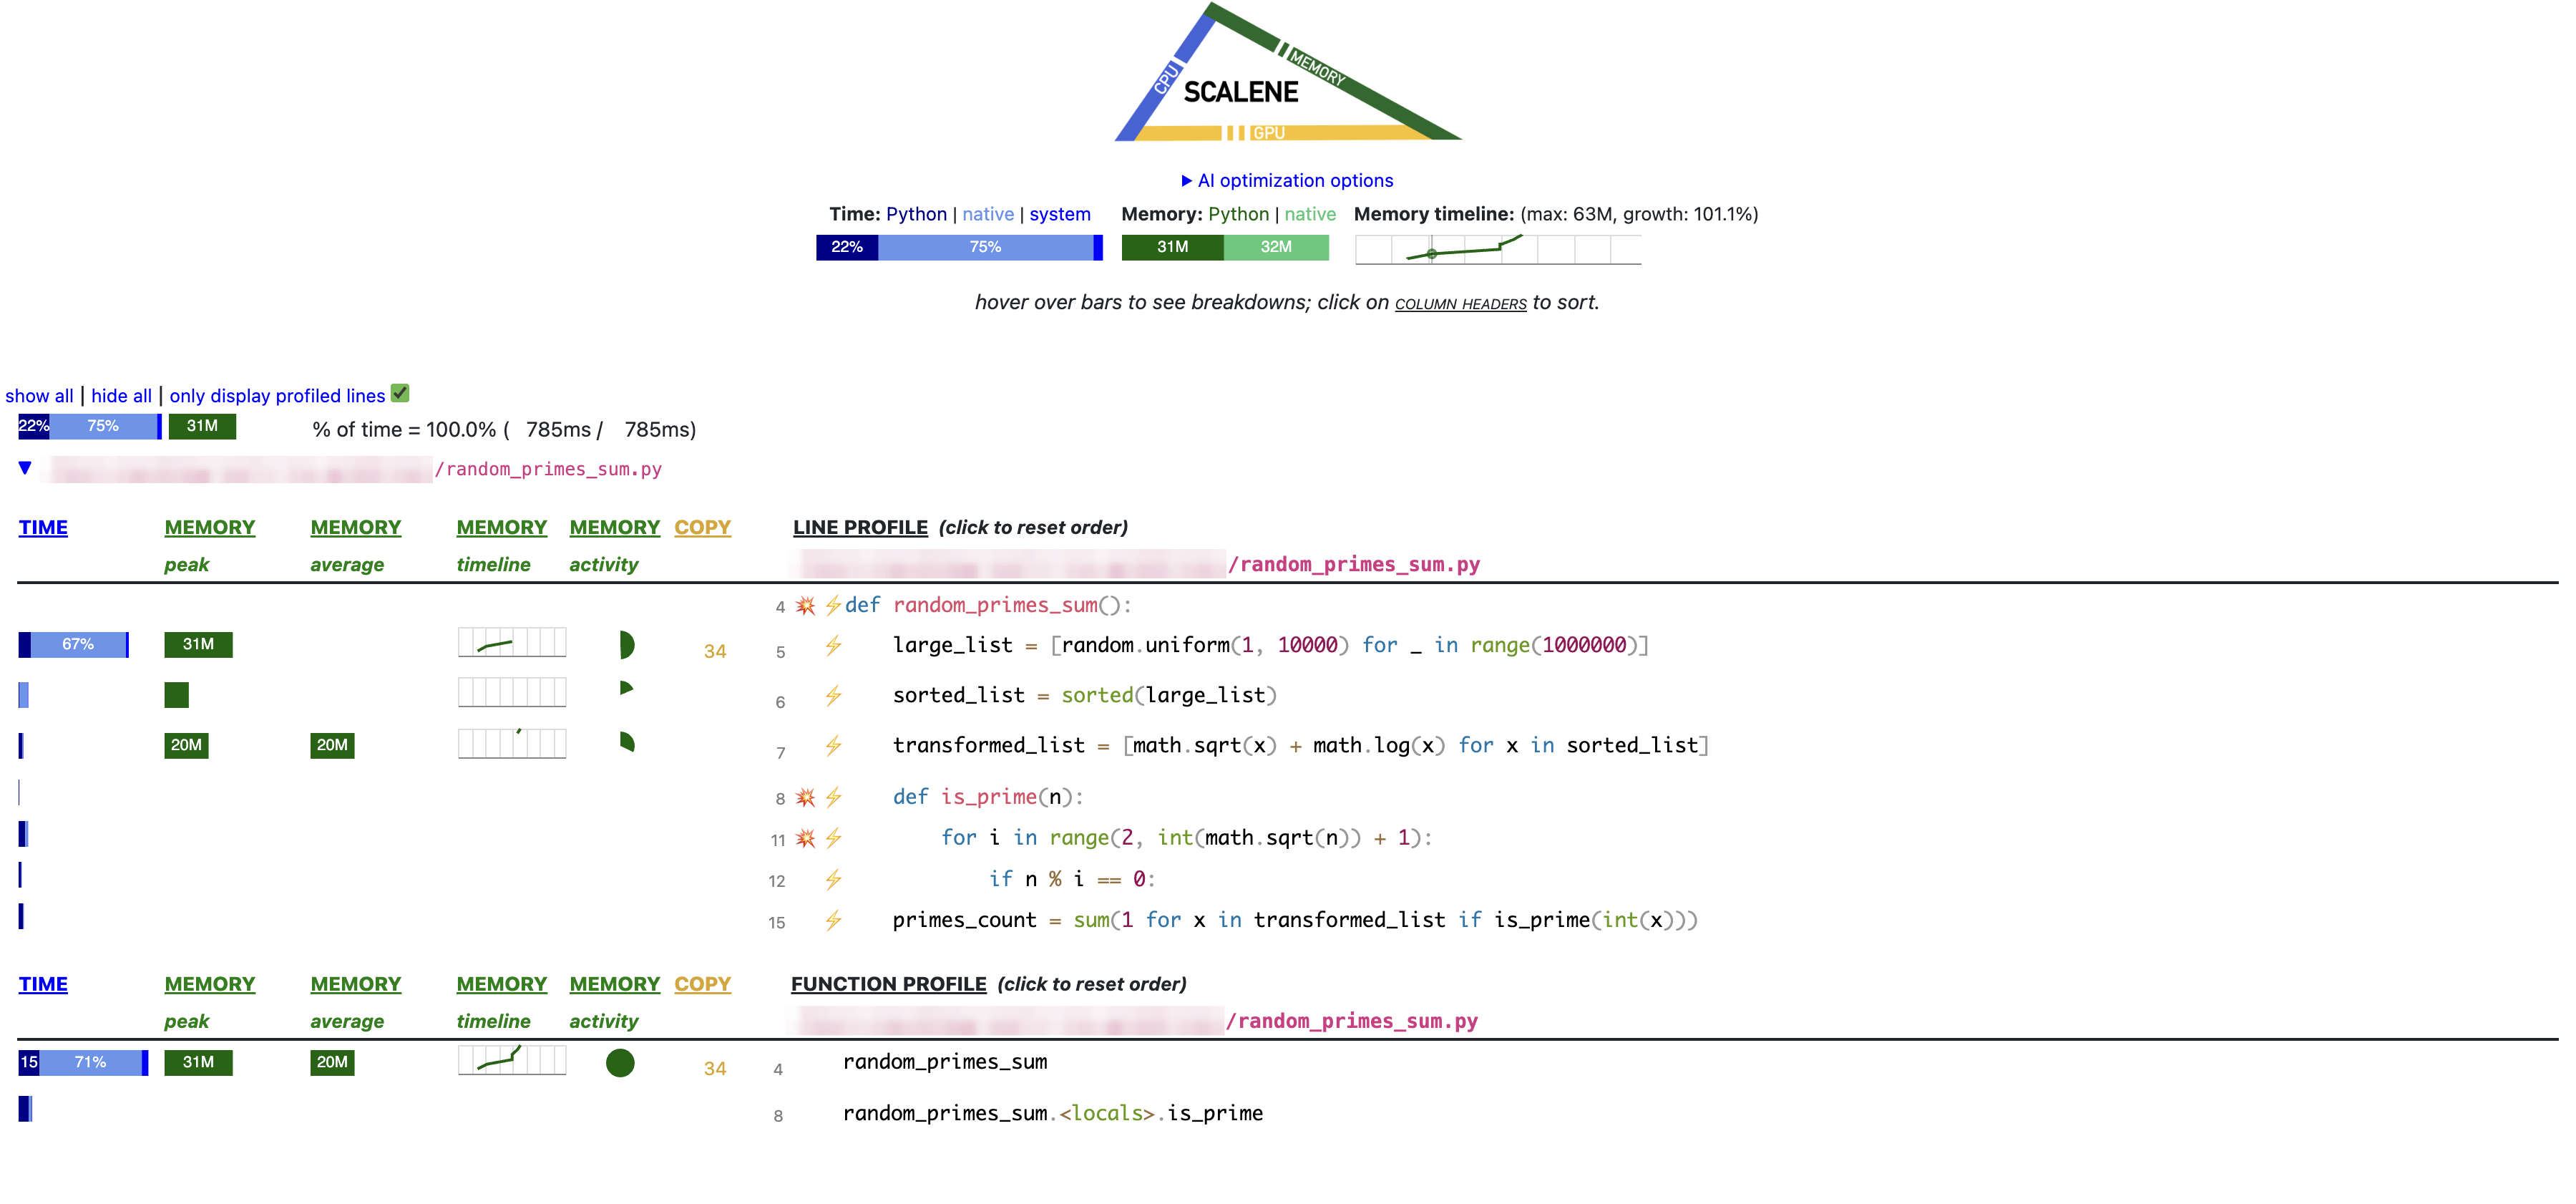 CPU
MEMORY
SCALENE
GPU
▶ AI optimization options
Time: Python | native | system Memory: Python | native Memory timeline: (max: 63M, growth: 101.1%)
22% 75% 31M 32M
hover over bars to see breakdowns; click on COLUMN HEADERS to sort.
show all | hide all | only display profiled lines ✅
22% 75% 31M % of time = 100.0% ( 785ms / 785ms)
▼ /random_primes_sum.py
TIME MEMORY MEMORY MEMORY MEMORY COPY LINE PROFILE (click to reset order)
peak average timeline activity /random_primes_sum.py
4 💥 ⚡def random_primes_sum():
67% 31M 34 5 ⚡ large_list = [random.uniform(1, 10000) for _ in range(1000000)]
6 ⚡ sorted_list = sorted(large_list)
20M 20M 7 ⚡ transformed_list = [math.sqrt(x) + math.log(x) for x in sorted_list]
8 💥 ⚡ def is_prime(n):
11 💥 ⚡ for i in range(2, int(math.sqrt(n)) + 1):
12 ⚡ if n % i == 0:
15 ⚡ primes_count = sum(1 for x in transformed_list if is_prime(int(x)))
TIME MEMORY MEMORY MEMORY MEMORY COPY FUNCTION PROFILE (click to reset order)
peak average timeline activity /random_primes_sum.py
15 71% 31M 20M 34 4 random_primes_sum
8 random_primes_sum.<locals>.is_prime